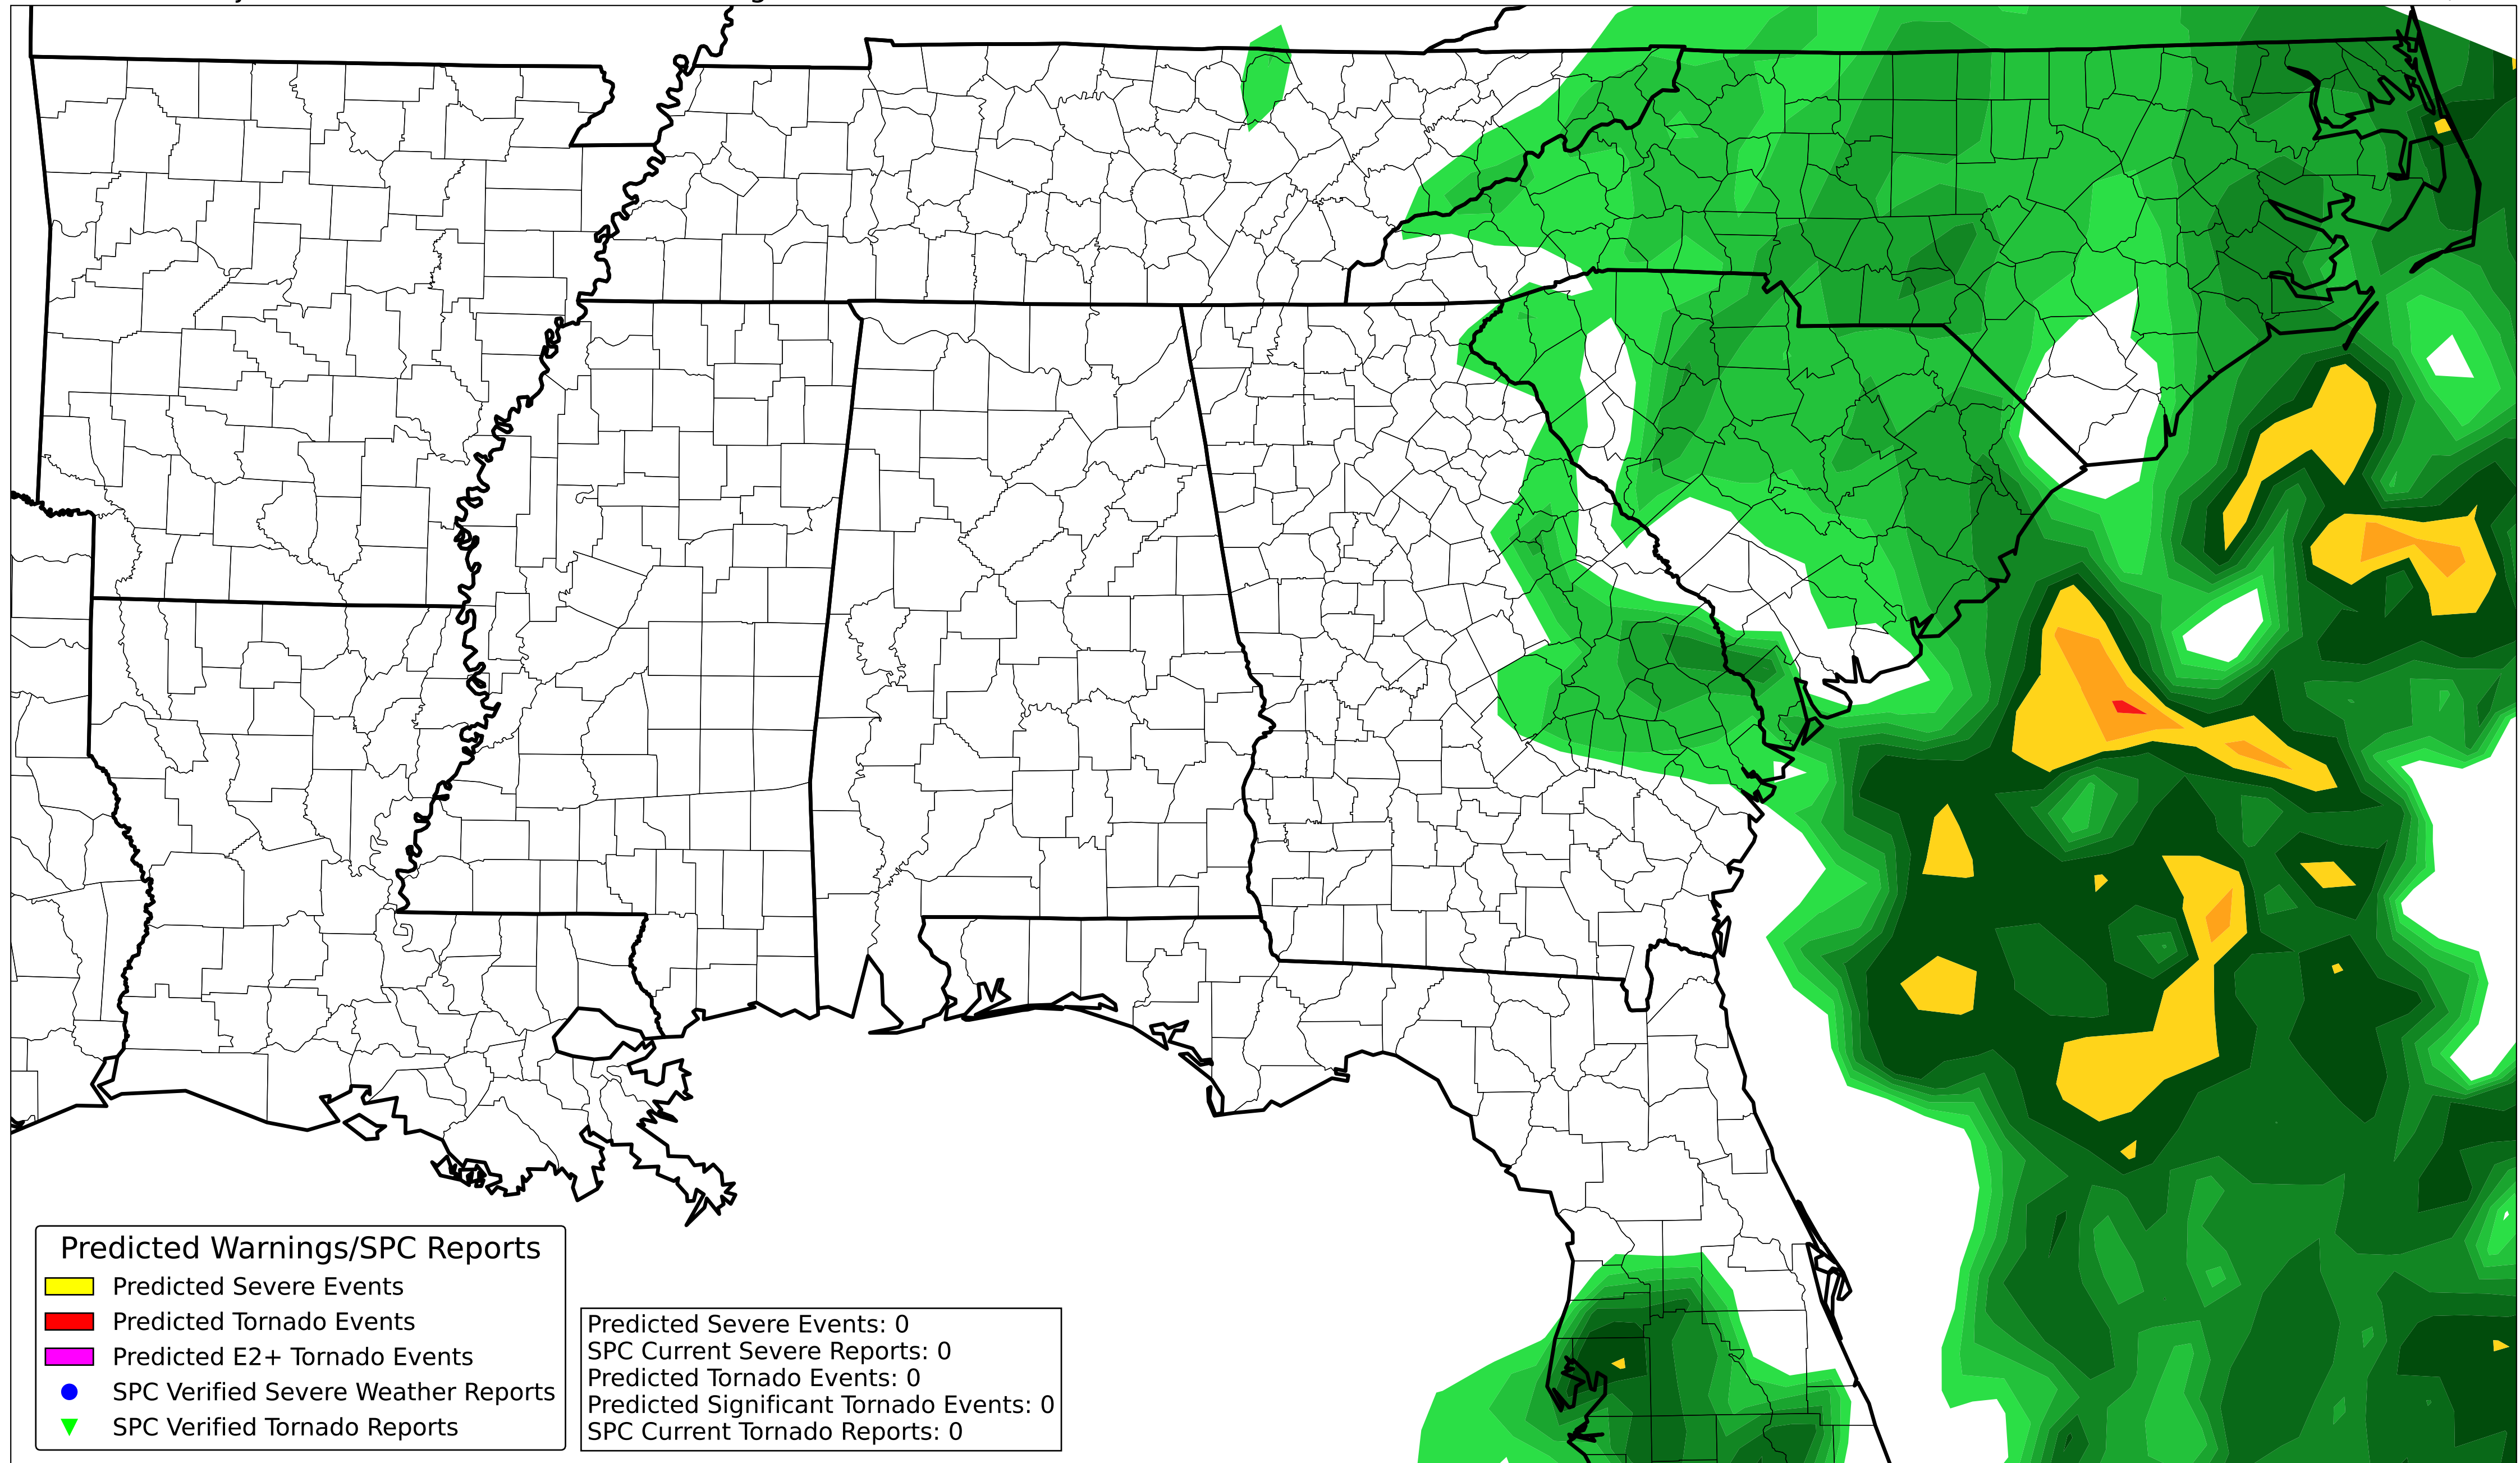 Predicted Warnings/SPC Reports
Predicted Severe Events
Predicted Tornado Events
Predicted E2+ Tornado Events
SPC Verified Severe Weather Reports
SPC Verified Tornado Reports
Predicted Severe Events: 0
SPC Current Severe Reports: 0
Predicted Tornado Events: 0
Predicted Significant Tornado Events: 0
SPC Current Tornado Reports: 0